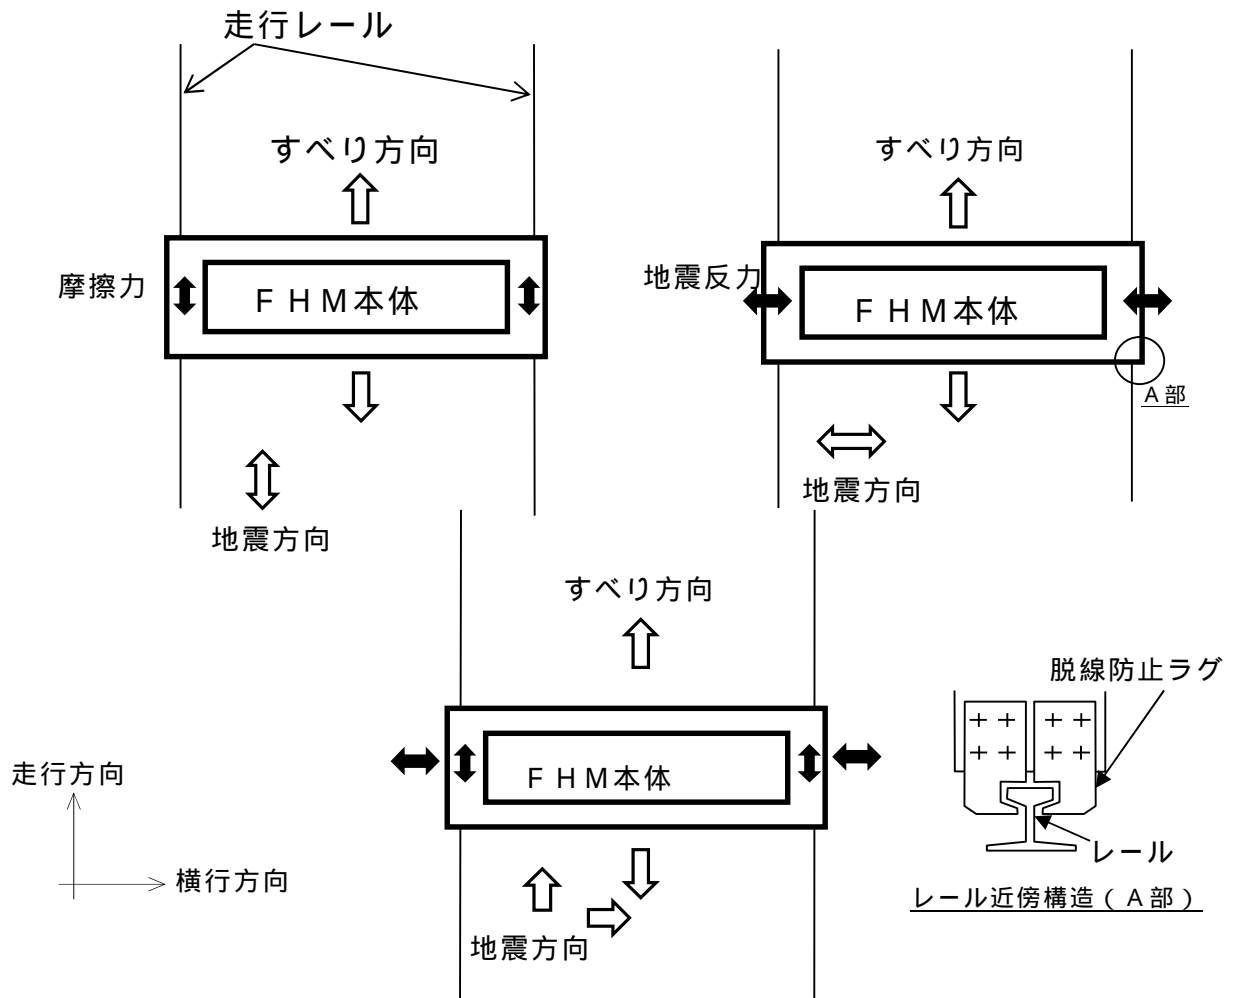 走行レール
すべり方向
摩擦力
ＦＨＭ本体
地震方向
すべり方向
地震反力
ＦＨＭ本体
A部
地震方向
すべり方向
ＦＨＭ本体
地震方向
走行方向
横行方向
脱線防止ラグ
レール
レール近傍構造（A部）